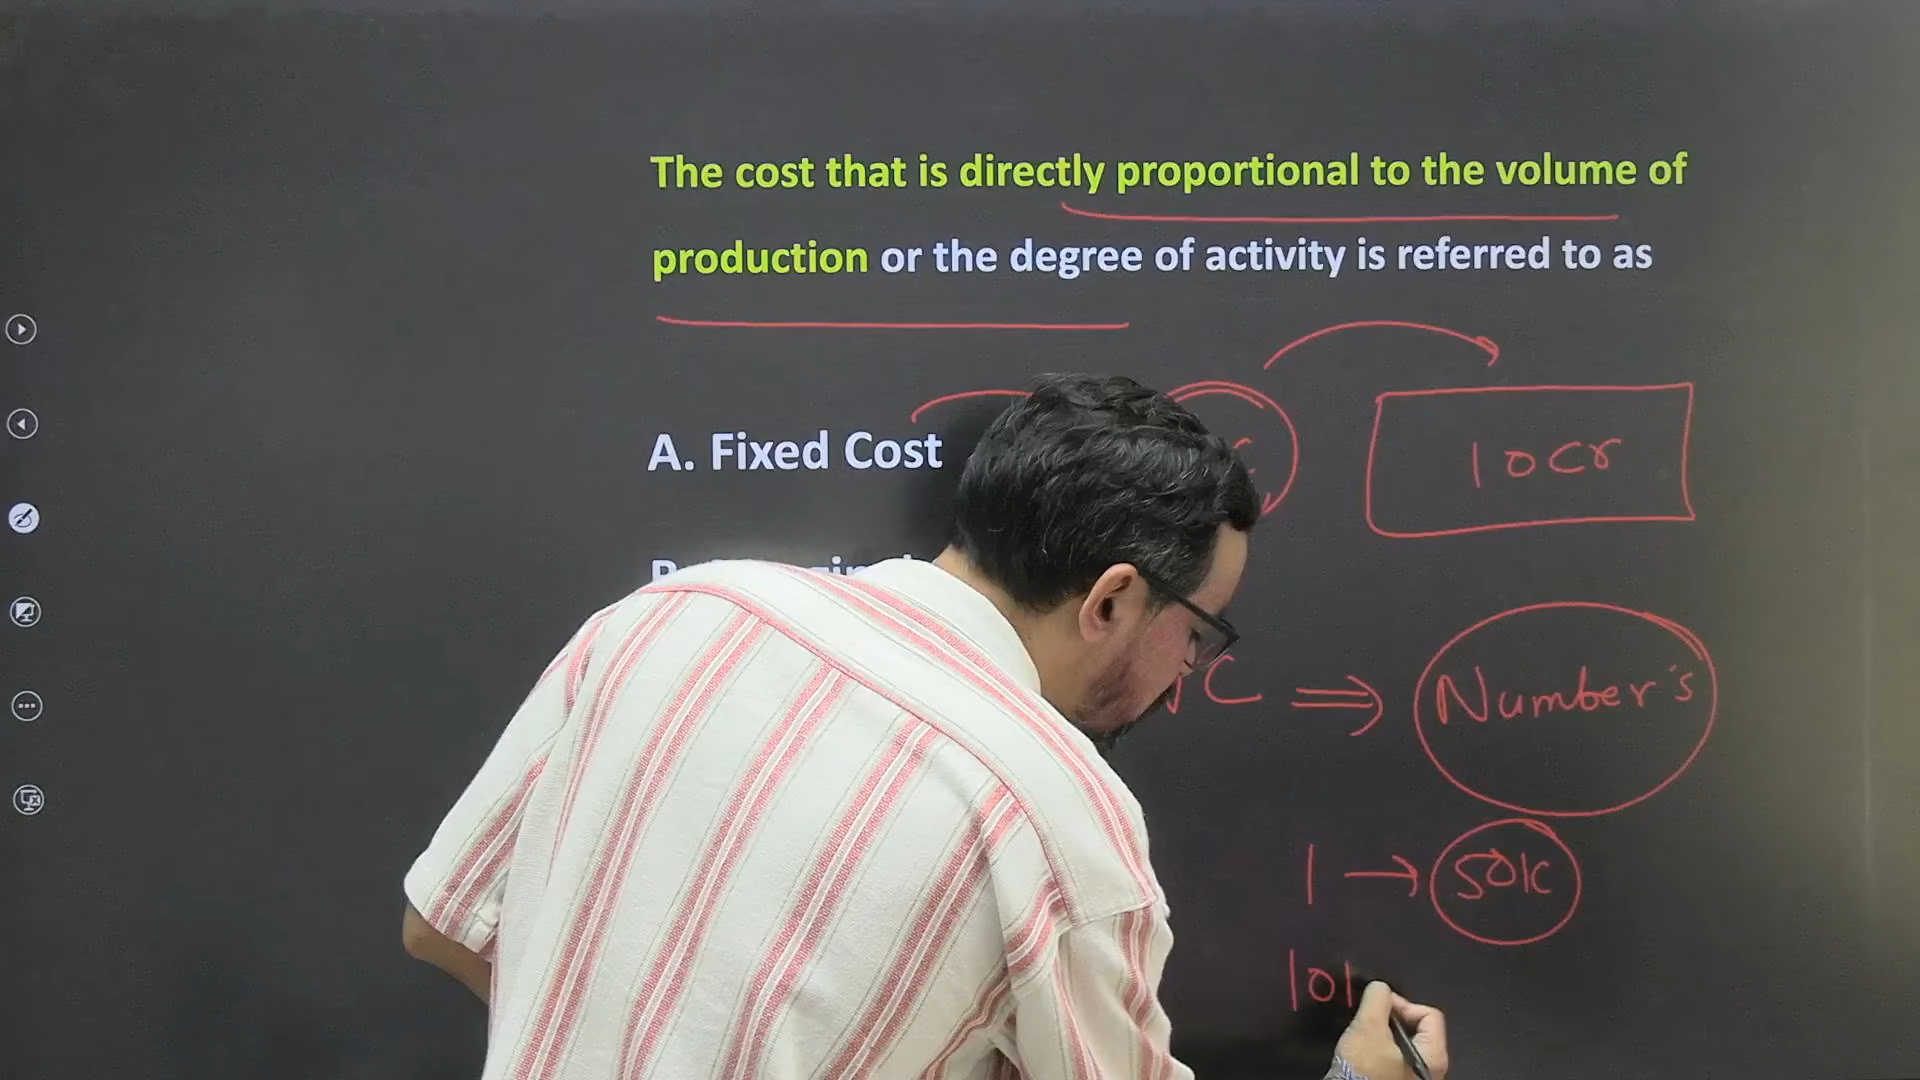 The cost that is directly proportional to the volume of
production or the degree of activity is referred to as
A. Fixed Cost
10Cr
VC ⇒ Number's
1 → 50K